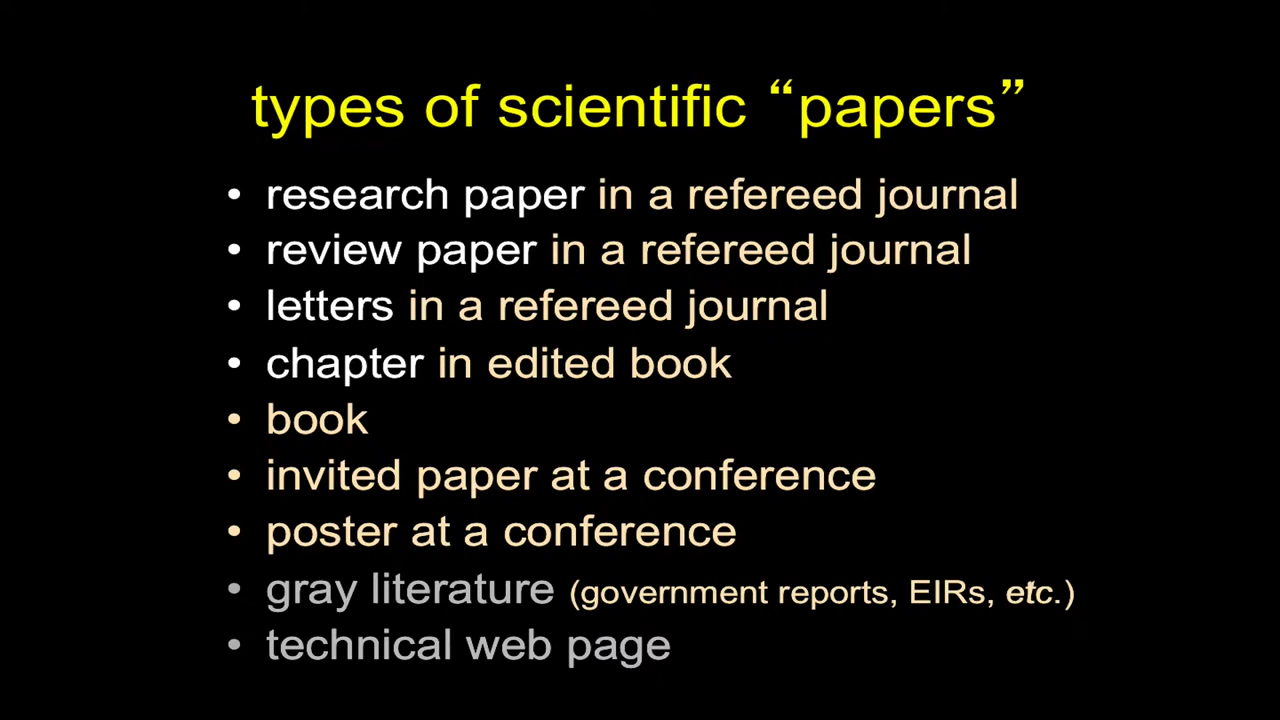 types of scientific “papers”
• research paper in a refereed journal
• review paper in a refereed journal
• letters in a refereed journal
• chapter in edited book
• book
• invited paper at a conference
• poster at a conference
• gray literature (government reports, EIRs, etc.)
• technical web page